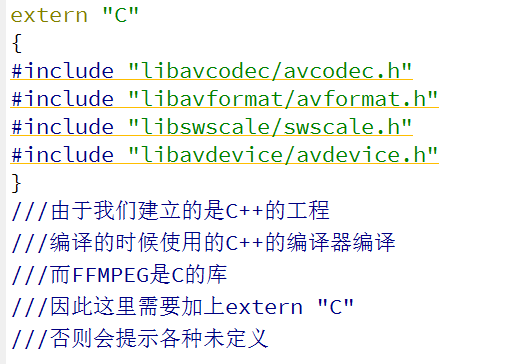 extern "C"
{
#include "libavcodec/avcodec.h"
#include "libavformat/avformat.h"
#include "libswscale/swscale.h"
#include "libavdevice/avdevice.h"
}
///由于我们建立的是C++的工程
///编译的时候使用的C++的编译器编译
///而FFMPEG是C的库
///因此这里需要加上extern "C"
///否则会提示各种未定义